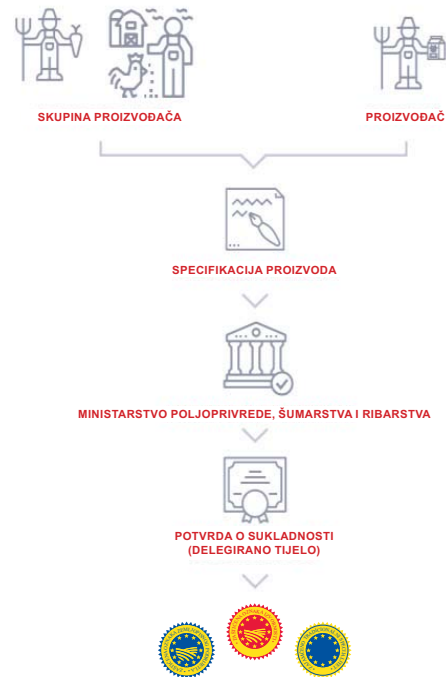 SKUPINA PROIZVOĐAČA
PROIZVOĐAČ
SPECIFIKACIJA PROIZVODA
MINISTARSTVO POLJOPRIVREDE, ŠUMARSTVA I RIBARSTVA
POTVRDA O SUKLADNOSTI
(DELEGIRANO TIJELO)